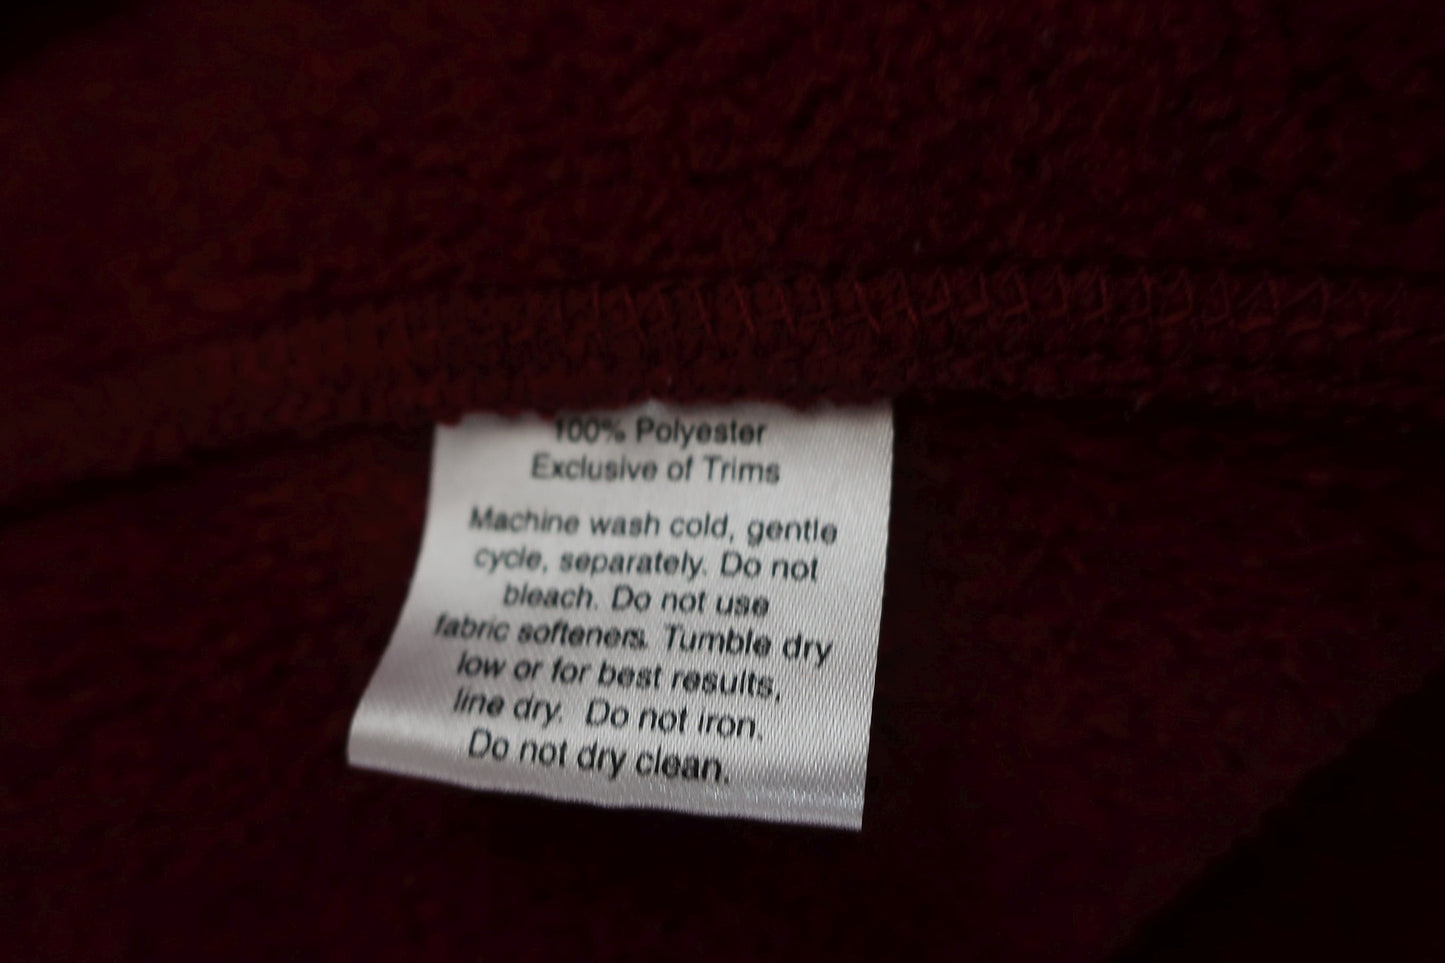 100% Polyester
Exclusive of Trims
Machine wash cold, gentle
cycle, separately. Do not
bleach. Do not use
fabric softeners. Tumble dry
low or for best results,
line dry. Do not iron.
Do not dry clean.